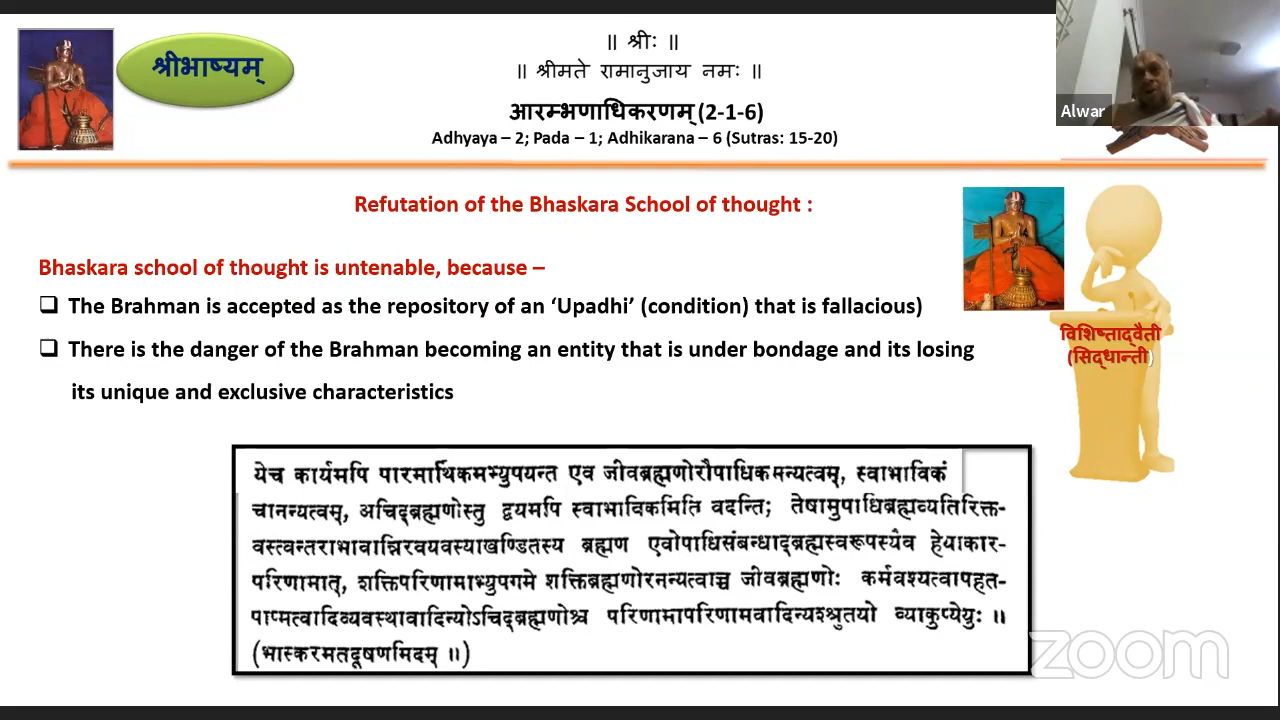 श्रीभाष्यम्
॥ श्रीः ॥
॥ श्रीमते रामानुजाय नमः ॥
आरम्भणाधिकरणम् (2-1-6)
Adhyaya – 2; Pada – 1; Adhikarana – 6 (Sutras: 15-20)
Alwar
Refutation of the Bhaskara School of thought :
Bhaskara school of thought is untenable, because –
❑ The Brahman is accepted as the repository of an ‘Upadhi’ (condition) that is fallacious)
❑ There is the danger of the Brahman becoming an entity that is under bondage and its losing
its unique and exclusive characteristics
विशिष्ताद्वैती
(सिद्धान्ती)
येच कार्यमपि पारमार्थिकमभ्युपयन्त एव जीवब्रह्मणोरौपाधिकमन्यत्वम्, स्वाभाविकं
चानन्यत्वम्, अचिद्ब्रह्मणोस्तु द्वयमपि स्वाभाविकमिति वदन्ति; तेषामुपाधिब्रह्मव्यतिरिक्त-
वस्त्वन्तराभावान्निरवयवस्याखण्डितस्य ब्रह्मण एवोपाधिसंबन्धाद्ब्रह्मस्वरूपस्यैव हेयाकार-
परिणामात्, शक्तिपरिणामाभ्युपगमे शक्तिब्रह्मणोरनन्यत्वाच्च जीवब्रह्मणोः कर्मवश्यत्वापहत-
पाप्मत्वादिव्यवस्थावादिन्योऽचिद्ब्रह्मणोश्च परिणामापरिणामवादिन्यश्श्रुतयो व्याकुप्येयुः ॥
(भास्करमतदूषणमिदम् ॥)
zoom